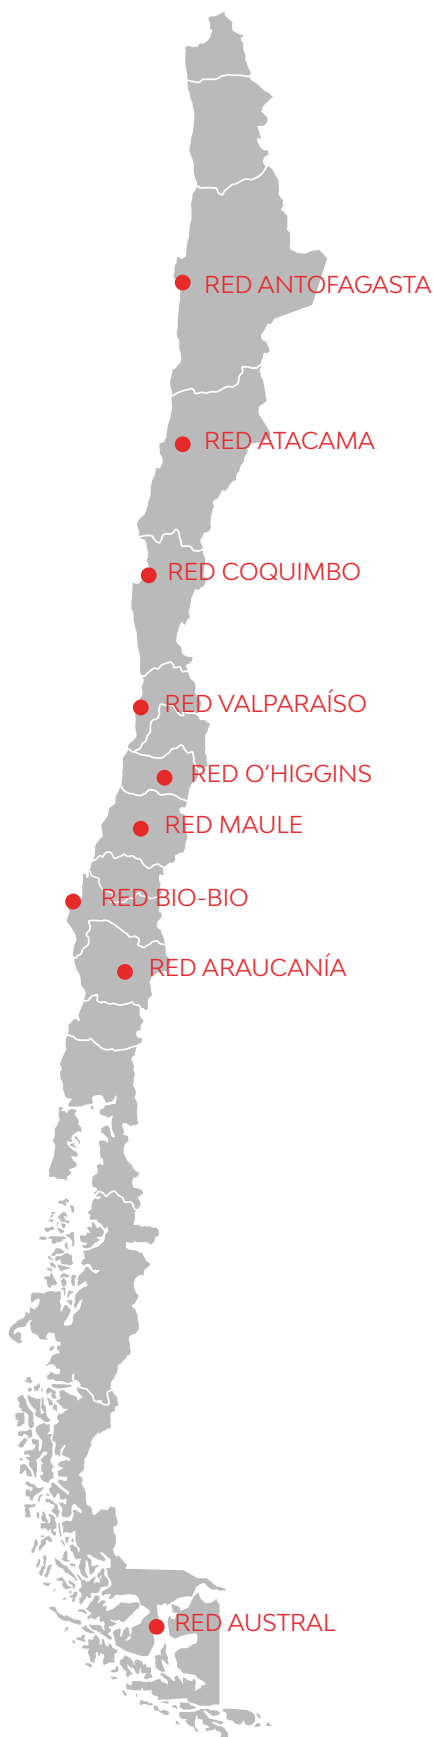 RED ANTOFAGASTA
RED ATACAMA
RED COQUIMBO
RED VALPARAÍSO
RED O'HIGGINS
RED MAULE
RED BIO-BIO
RED ARAUCANÍA
RED AUSTRAL